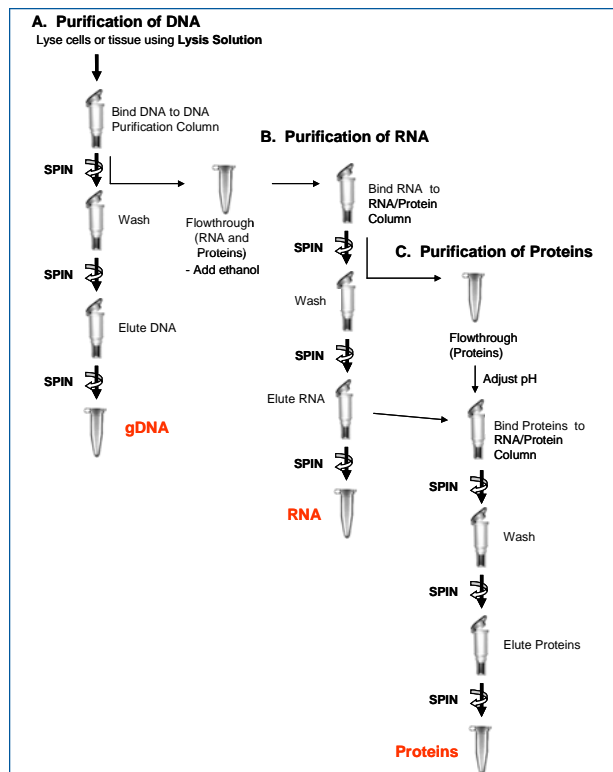 A. Purification of DNA
Lyse cells or tissue using Lysis Solution
Bind DNA to DNA
Purification Column
SPIN
Wash
SPIN
Elute DNA
SPIN
gDNA
Flowthrough
(RNA and
Proteins)
- Add ethanol
B. Purification of RNA
Bind RNA to
RNA/Protein
Column
SPIN
Wash
SPIN
Elute RNA
SPIN
RNA
C. Purification of Proteins
Flowthrough
(Proteins)
Adjust pH
Bind Proteins to
RNA/Protein
Column
SPIN
Wash
SPIN
Elute Proteins
SPIN
Proteins